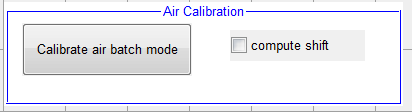 Air Calibration
Calibrate air batch mode
compute shift